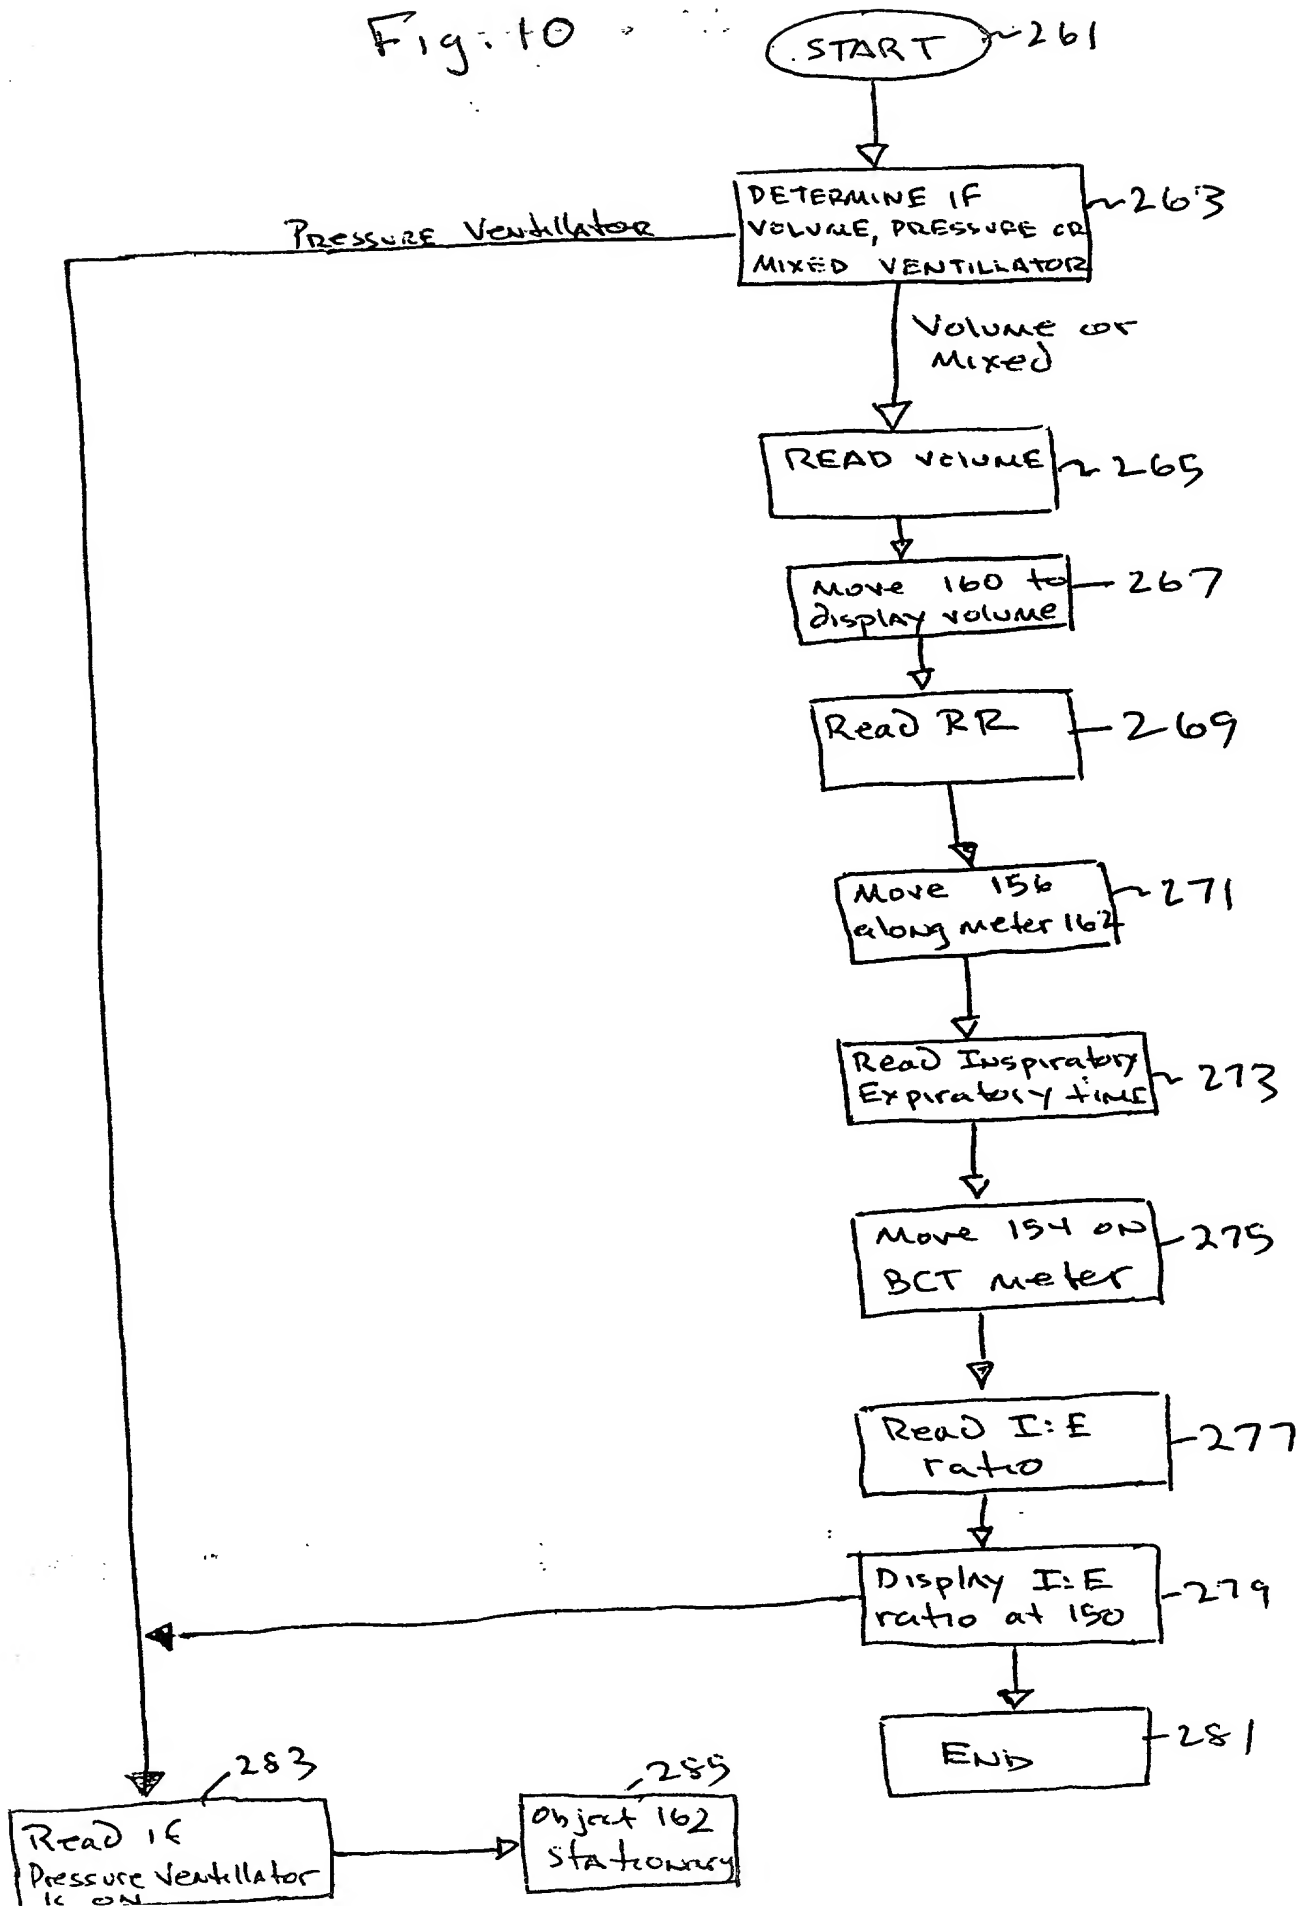 Fig. 10
START
261
DETERMINE IF
VOLUME, PRESSURE OR
MIXED VENTILLATOR
263
Pressure Ventillator
Volume or
Mixed
READ VOLUME
265
Move 160 to
display volume
267
Read RR
269
Move 156
along meter 162
271
Read Inspiratory
Expiratory time
273
Move 154 on
BCT meter
275
Read I:E
ratio
277
Display I:E
ratio at 150
279
END
281
283
Read if
Pressure Ventillator
is on
285
Object 162
Stationary